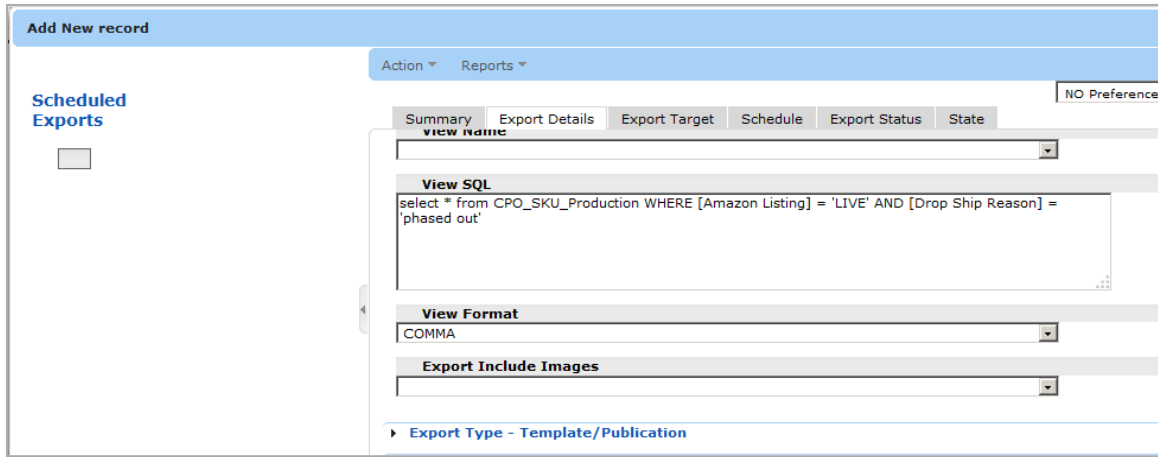 Add New record
Action Reports
NO Preference
Scheduled
Exports
Summary Export Details Export Target Schedule Export Status State
View Name
View SQL
select * from CPO_SKU_Production WHERE [Amazon Listing] = 'LIVE' AND [Drop Ship Reason] =
'phased out'
View Format
COMMA
Export Include Images
Export Type - Template/Publication